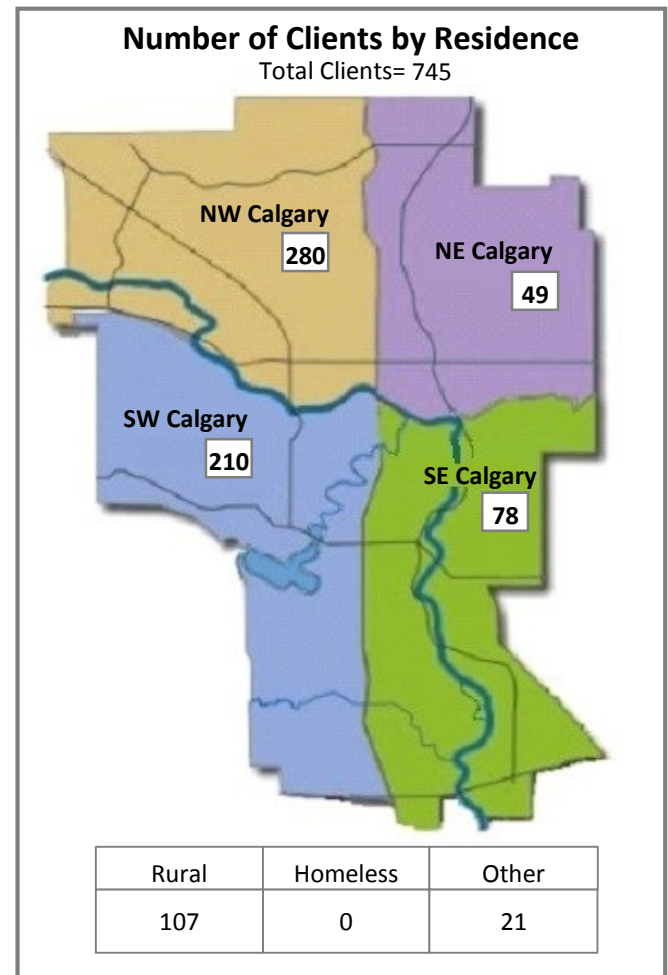 Number of Clients by Residence
Total Clients= 745
NW Calgary
280
NE Calgary
49
SW Calgary
210
SE Calgary
78
Rural Homeless Other
107 0 21